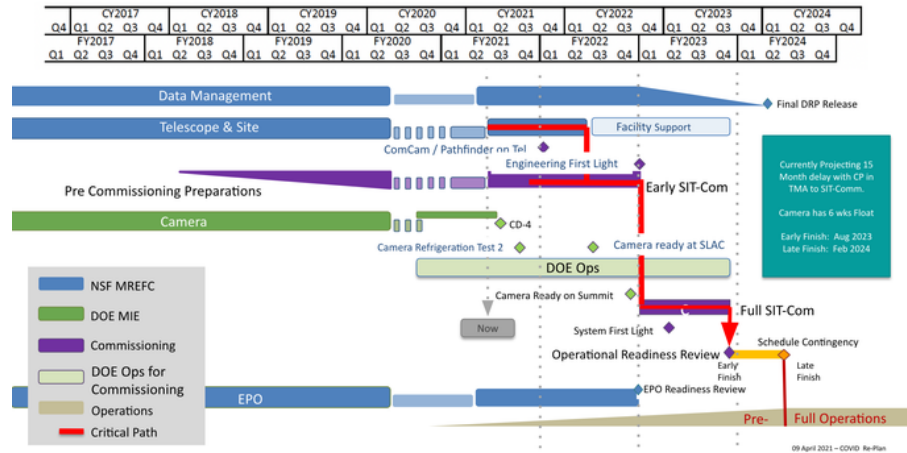 CY2017 CY2018 CY2019 CY2020 CY2021 CY2022 CY2023 CY2024
Q4 Q1 Q2 Q3 Q4 Q1 Q2 Q3 Q4 Q1 Q2 Q3 Q4 Q1 Q2 Q3 Q4 Q1 Q2 Q3 Q4 Q1 Q2 Q3 Q4 Q1 Q2 Q3 Q4 Q1 Q2 Q3 Q4
FY2017 FY2018 FY2019 FY2020 FY2021 FY2022 FY2023 FY2024
Q1 Q2 Q3 Q4 Q1 Q2 Q3 Q4 Q1 Q2 Q3 Q4 Q1 Q2 Q3 Q4 Q1 Q2 Q3 Q4 Q1 Q2 Q3 Q4 Q1 Q2 Q3 Q4 Q1 Q2 Q3 Q4
Data Management
Final DRP Release
Telescope & Site
Facility Support
ComCam / Pathfinder on Tel
Engineering First Light
Pre Commissioning Preparations
Early SIT-Com
Currently Projecting 15
Month delay with CP in
TMA to SIT-Comm.
Camera has 6 wks Float
Early Finish: Aug 2023
Late Finish: Feb 2024
Camera
CD-4
Camera Refrigeration Test 2
Camera ready at SLAC
DOE Ops
Camera Ready on Summit
Full SIT-Com
Now
System First Light
Schedule Contingency
Operational Readiness Review
Early
Finish
Late
Finish
EPO
EPO Readiness Review
Pre-
Full Operations
NSF MREFC
DOE MIE
Commissioning
DOE Ops for
Commissioning
Operations
Critical Path
09 April 2021 – COVID Re-Plan